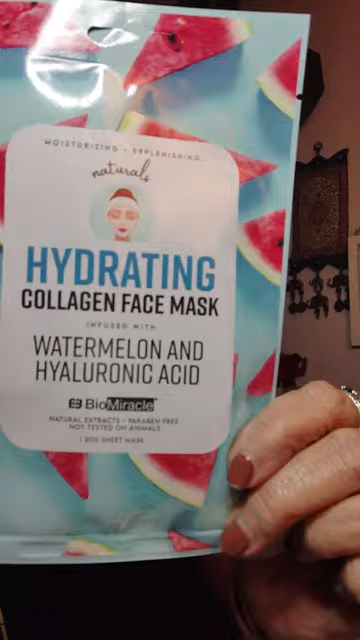 MOISTURIZING • REPLENISHING
naturals
HYDRATING
COLLAGEN FACE MASK
INFUSED WITH
WATERMELON AND
HYALURONIC ACID
BioMiracle
NATURAL EXTRACTS • PARABEN FREE
NOT TESTED ON ANIMALS
1 20G SHEET MASK